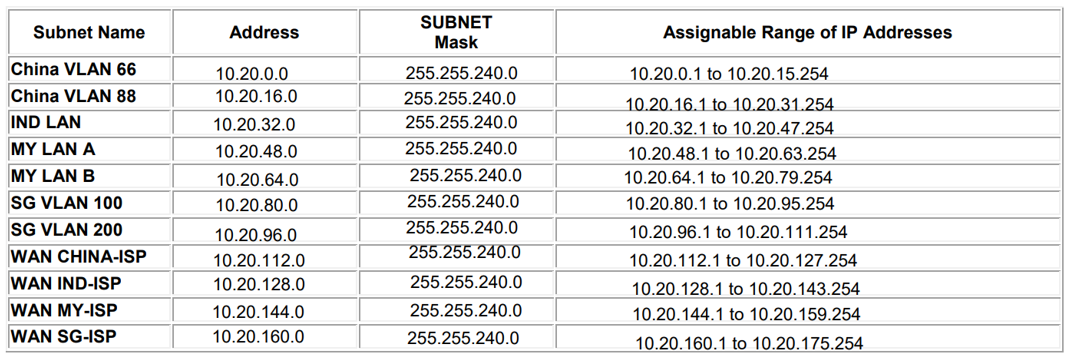 Subnet Name Address SUBNET Mask Assignable Range of IP Addresses
China VLAN 66 10.20.0.0 255.255.240.0 10.20.0.1 to 10.20.15.254
China VLAN 88 10.20.16.0 255.255.240.0 10.20.16.1 to 10.20.31.254
IND LAN 10.20.32.0 255.255.240.0 10.20.32.1 to 10.20.47.254
MY LAN A 10.20.48.0 255.255.240.0 10.20.48.1 to 10.20.63.254
MY LAN B 10.20.64.0 255.255.240.0 10.20.64.1 to 10.20.79.254
SG VLAN 100 10.20.80.0 255.255.240.0 10.20.80.1 to 10.20.95.254
SG VLAN 200 10.20.96.0 255.255.240.0 10.20.96.1 to 10.20.111.254
WAN CHINA-ISP 10.20.112.0 255.255.240.0 10.20.112.1 to 10.20.127.254
WAN IND-ISP 10.20.128.0 255.255.240.0 10.20.128.1 to 10.20.143.254
WAN MY-ISP 10.20.144.0 255.255.240.0 10.20.144.1 to 10.20.159.254
WAN SG-ISP 10.20.160.0 255.255.240.0 10.20.160.1 to 10.20.175.254